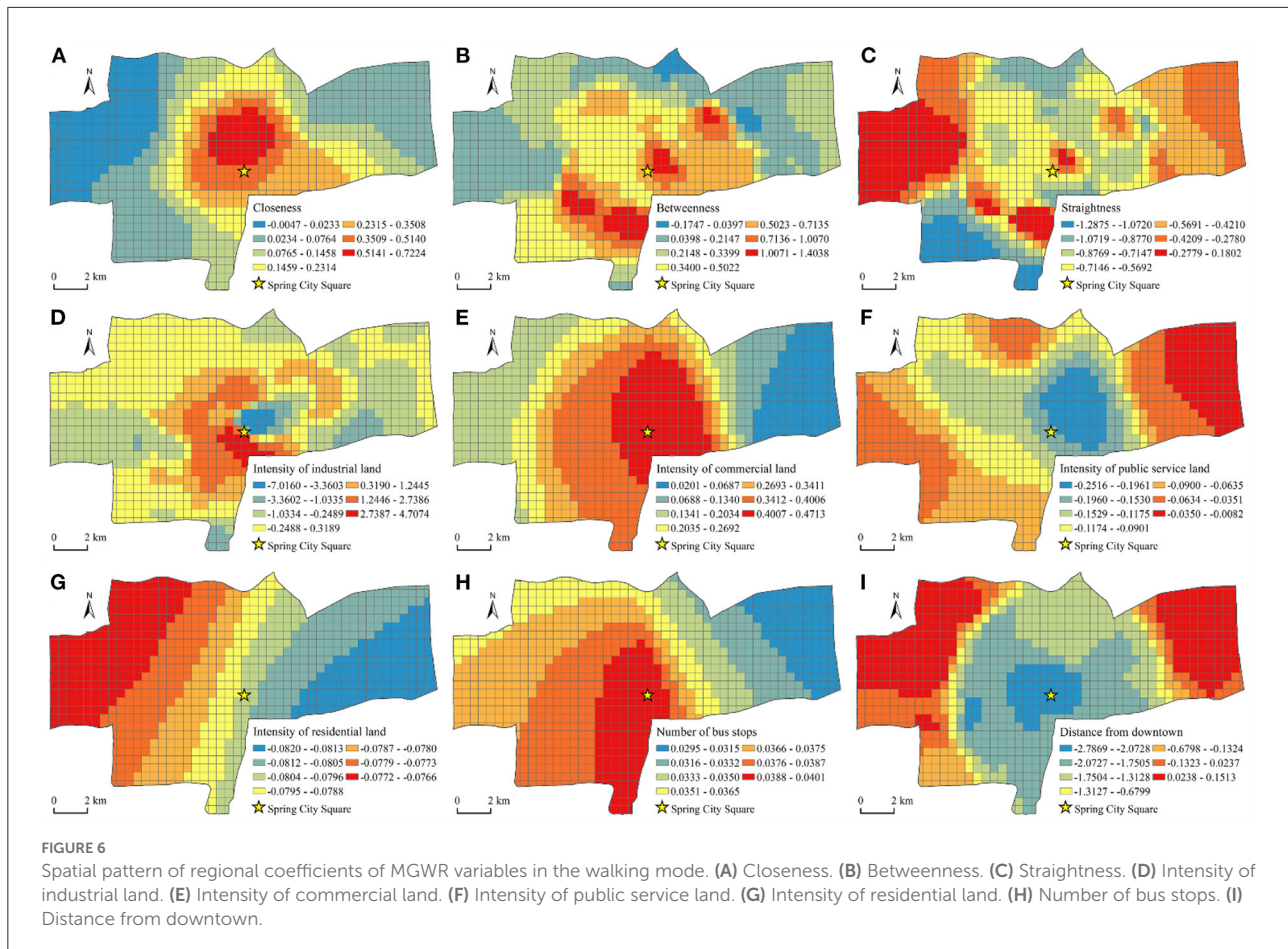 A
N
Closeness
-0.0047 - 0.0233 0.2315 - 0.3508
0.0234 - 0.0764 0.3509 - 0.5140
0.0765 - 0.1458 0.5141 - 0.7224
0.1459 - 0.2314
0 2 km
Spring City Square
B
N
Betweenness
-0.1747 - 0.0397 0.5023 - 0.7135
0.0398 - 0.2147 0.7136 - 1.0070
0.2148 - 0.3399 1.0071 - 1.4038
0.3400 - 0.5022
0 2 km
Spring City Square
C
N
Straightness
-1.2875 - -1.0720 -0.5691 - -0.4210
-1.0719 - -0.8770 -0.4209 - -0.2780
-0.8769 - -0.7147 -0.2779 - 0.1802
-0.7146 - -0.5692
0 2 km
Spring City Square
D
N
Intensity of industrial land
-7.0160 - -3.3603 0.3190 - 1.2445
-3.3602 - -1.0335 1.2446 - 2.7386
-1.0334 - -0.2489 2.7387 - 4.7074
-0.2488 - 0.3189
0 2 km
Spring City Square
E
N
Intensity of commercial land
0.0201 - 0.0687 0.2693 - 0.3411
0.0688 - 0.1340 0.3412 - 0.4006
0.1341 - 0.2034 0.4007 - 0.4713
0.2035 - 0.2692
0 2 km
Spring City Square
F
N
Intensity of public service land
-0.2516 - -0.1961 -0.0900 - -0.0635
-0.1960 - -0.1530 -0.0634 - -0.0351
-0.1529 - -0.1175 -0.0350 - -0.0082
-0.1174 - -0.0901
0 2 km
Spring City Square
G
N
Intensity of residential land
-0.0820 - -0.0813 -0.0787 - -0.0780
-0.0812 - -0.0805 -0.0779 - -0.0773
-0.0804 - -0.0796 -0.0772 - -0.0766
-0.0795 - -0.0788
0 2 km
Spring City Square
H
N
Number of bus stops
0.0295 - 0.0315 0.0366 - 0.0375
0.0316 - 0.0332 0.0376 - 0.0387
0.0333 - 0.0350 0.0388 - 0.0401
0.0351 - 0.0365
0 2 km
Spring City Square
I
N
Distance from downtown
-2.7869 - -2.0728 -0.6798 - -0.1324
-2.0727 - -1.7505 -0.1323 - 0.0237
-1.7504 - -1.3128 0.0238 - 0.1513
-1.3127 - -0.6799
0 2 km
Spring City Square
FIGURE 6
Spatial pattern of regional coefficients of MGWR variables in the walking mode. (A) Closeness. (B) Betweenness. (C) Straightness. (D) Intensity of
industrial land. (E) Intensity of commercial land. (F) Intensity of public service land. (G) Intensity of residential land. (H) Number of bus stops. (I)
Distance from downtown.